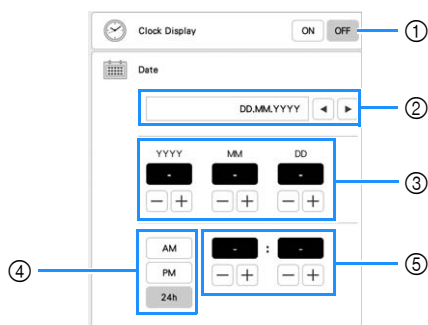 Clock Display ON OFF ①
Date
DD.MM.YYYY ◄ ► ②
YYYY MM DD
- - -
− + − + − + ③
AM - : -
PM − + − +
24h
④ ⑤